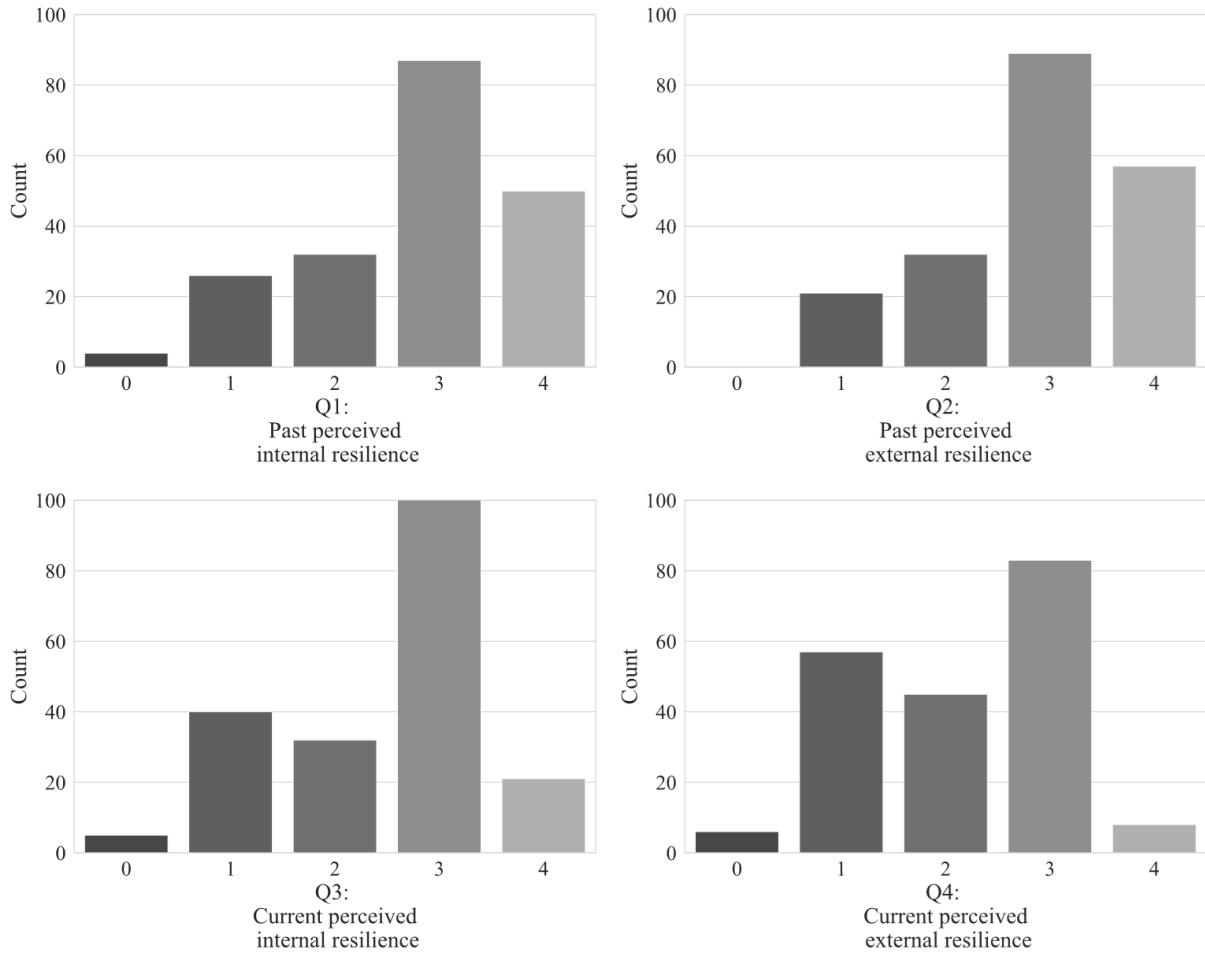 100
80
60
40
20
0
Count
0 1 2 3 4
Q1:
Past perceived
internal resilience
100
80
60
40
20
0
Count
0 1 2 3 4
Q2:
Past perceived
external resilience
100
80
60
40
20
0
Count
0 1 2 3 4
Q3:
Current perceived
internal resilience
100
80
60
40
20
0
Count
0 1 2 3 4
Q4:
Current perceived
external resilience